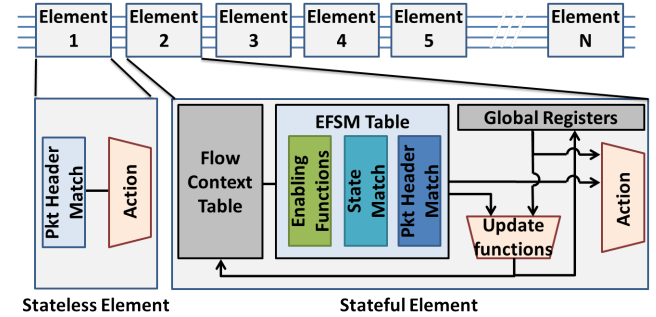 Element
1
Element
2
Element
3
Element
4
Element
5
Element
N
Pkt Header
Match
Action
Flow
Context
Table
EFSM Table
Enabling
Functions
State
Match
Pkt Header
Match
Global Registers
Update
functions
Action
Stateless Element
Stateful Element